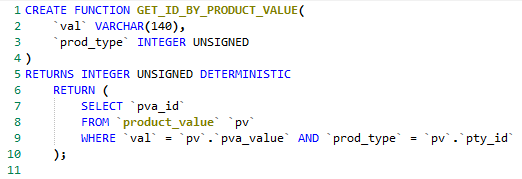 1 CREATE FUNCTION GET_ID_BY_PRODUCT_VALUE(
2     `val` VARCHAR(140),
3     `prod_type` INTEGER UNSIGNED
4 )
5 RETURNS INTEGER UNSIGNED DETERMINISTIC
6     RETURN (
7         SELECT `pva_id`
8         FROM `product_value` `pv`
9         WHERE `val` = `pv`.`pva_value` AND `prod_type` = `pv`.`pty_id`
10     );
11